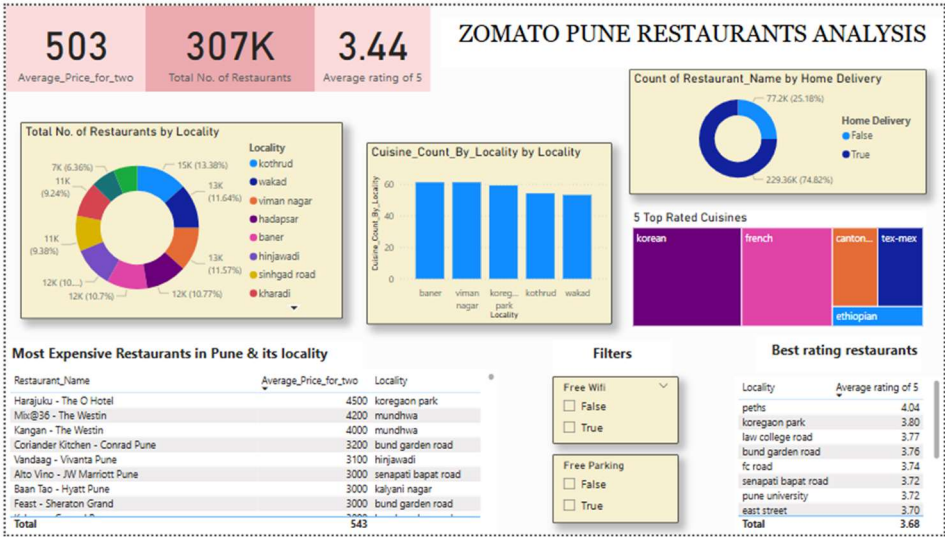 ZOMATO PUNE RESTAURANTS ANALYSIS
503
Average_Price_for_two
307K
Total No. of Restaurants
3.44
Average rating of 5
Count of Restaurant_Name by Home Delivery
77.2K (25.18%)
229.36K (74.82%)
Home Delivery
False
True
Total No. of Restaurants by Locality
15K (13.38%)
13K
(11.64%)
13K
(11.57%)
12K (10.77%)
12K (10.7%)
12K (10....)
11K
(9.38%)
11K
(9.24%)
7K (6.36%)
Locality
kothrud
wakad
viman nagar
hadapsar
baner
hinjawadi
sinhgad road
kharadi
Cuisine_Count_By_Locality by Locality
Cuisine_Count_By_Locality
60
40
20
0
baner
viman
nagar
koreg...
park
kothrud
wakad
Locality
5 Top Rated Cuisines
korean
french
canton...
tex-mex
ethiopian
Most Expensive Restaurants in Pune & its locality
Restaurant_Name Average_Price_for_two Locality
Harajuku - The O Hotel 4500 koregaon park
Mix@36 - The Westin 4200 mundhwa
Kangan - The Westin 4000 mundhwa
Coriander Kitchen - Conrad Pune 3200 bund garden road
Vandaag - Vivanta Pune 3100 hinjawadi
Alto Vino - JW Marriott Pune 3000 senapati bapat road
Baan Tao - Hyatt Pune 3000 kalyani nagar
Feast - Sheraton Grand 3000 bund garden road
Total 543
Filters
Free Wifi
False
True
Free Parking
False
True
Best rating restaurants
Locality Average rating of 5
peths 4.04
koregaon park 3.80
law college road 3.77
bund garden road 3.76
fc road 3.74
senapati bapat road 3.72
pune university 3.72
east street 3.70
Total 3.68